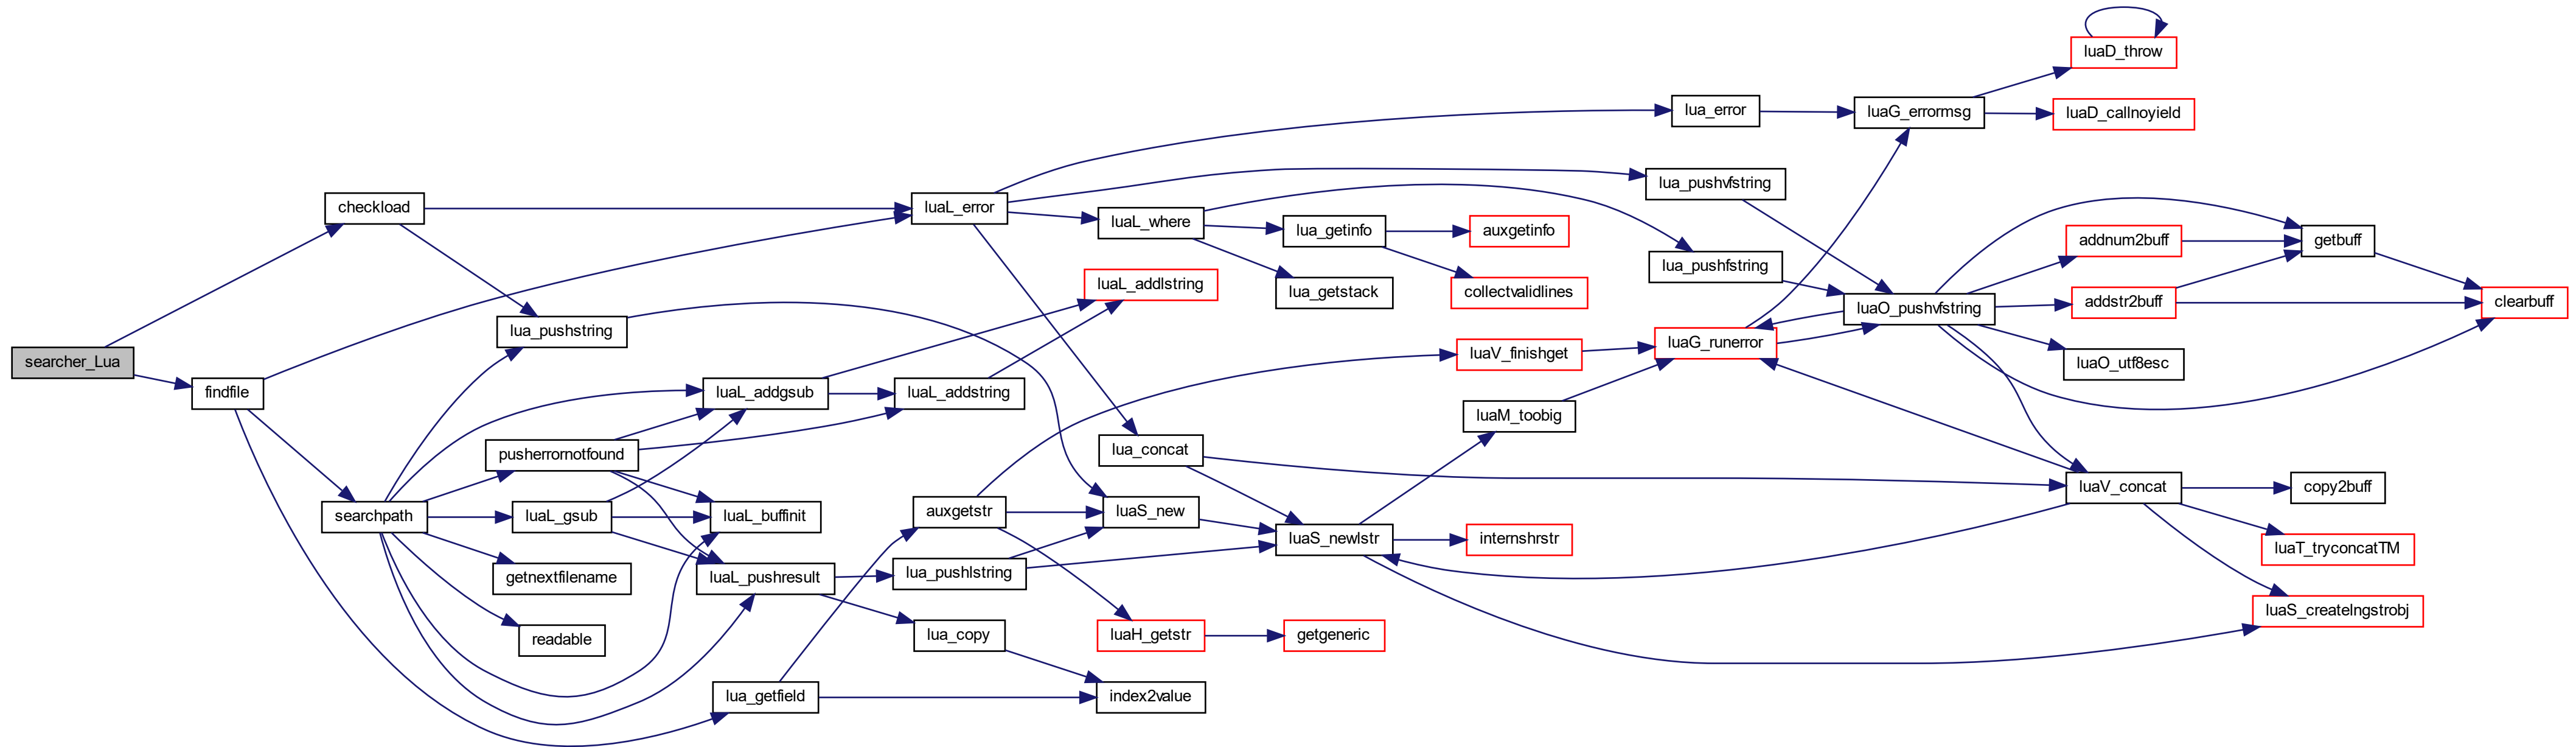 searcher_Lua
checkload
findfile
lua_pushstring
searchpath
pusherrornotfound
luaL_gsub
getnextfilename
readable
luaL_addgsub
luaL_buffinit
luaL_pushresult
lua_getfield
luaL_error
luaL_addstring
auxgetstr
lua_pushlstring
lua_copy
luaL_where
luaL_addlstring
lua_concat
luaS_new
luaH_getstr
index2value
lua_getinfo
lua_getstack
luaS_newlstr
getgeneric
auxgetinfo
collectvalidlines
luaV_finishget
luaM_toobig
internshrstr
lua_error
lua_pushvfstring
lua_pushfstring
luaG_runerror
luaG_errormsg
luaO_pushvfstring
luaD_throw
luaD_callnoyield
addnum2buff
addstr2buff
luaO_utf8esc
luaV_concat
getbuff
clearbuff
copy2buff
luaT_tryconcatTM
luaS_createlngstrobj